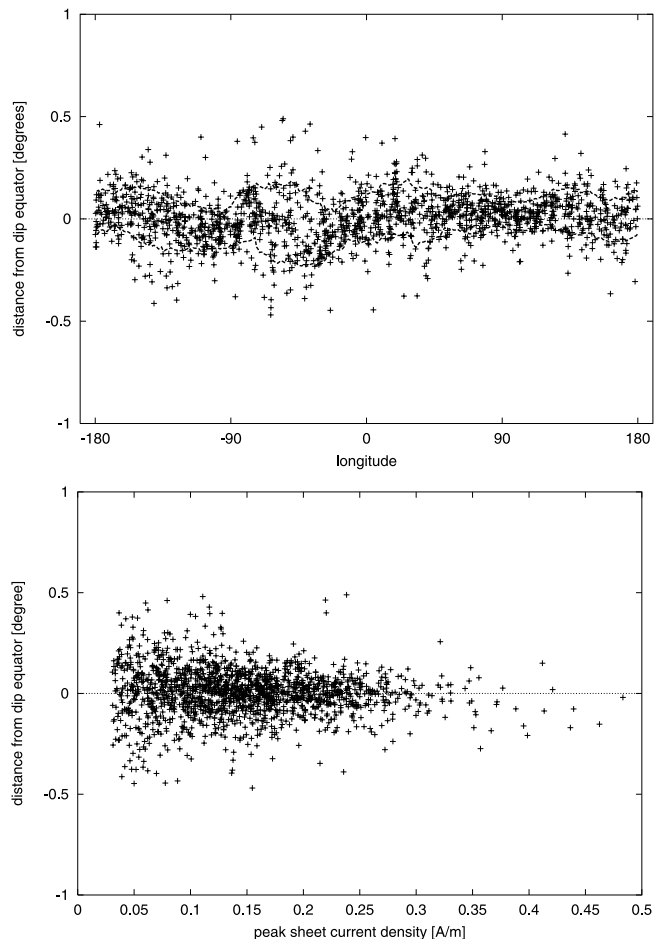 1
0.5
0
-0.5
-1
distance from dip equator [degrees]
-180 -90 0 90 180
longitude
1
0.5
0
-0.5
-1
distance from dip equator [degree]
0 0.05 0.1 0.15 0.2 0.25 0.3 0.35 0.4 0.45 0.5
peak sheet current density [A/m]